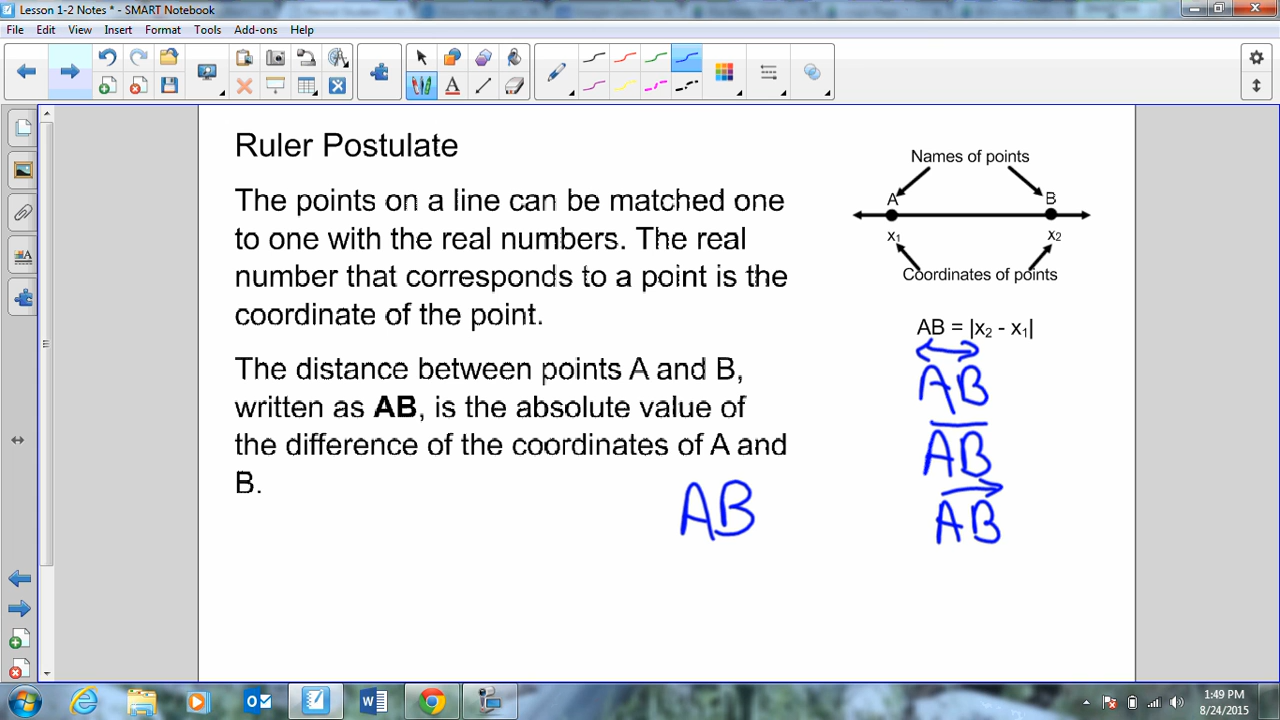 Lesson 1-2 Notes * - SMART Notebook
File Edit View Insert Format Tools Add-ons Help
Ruler Postulate
The points on a line can be matched one
to one with the real numbers. The real
number that corresponds to a point is the
coordinate of the point.
The distance between points A and B,
written as AB, is the absolute value of
the difference of the coordinates of A and
B.
AB
Names of points
A B
x₁ x₂
Coordinates of points
AB = |x₂ - x₁|
AB
AB
AB
1:49 PM
8/24/2015